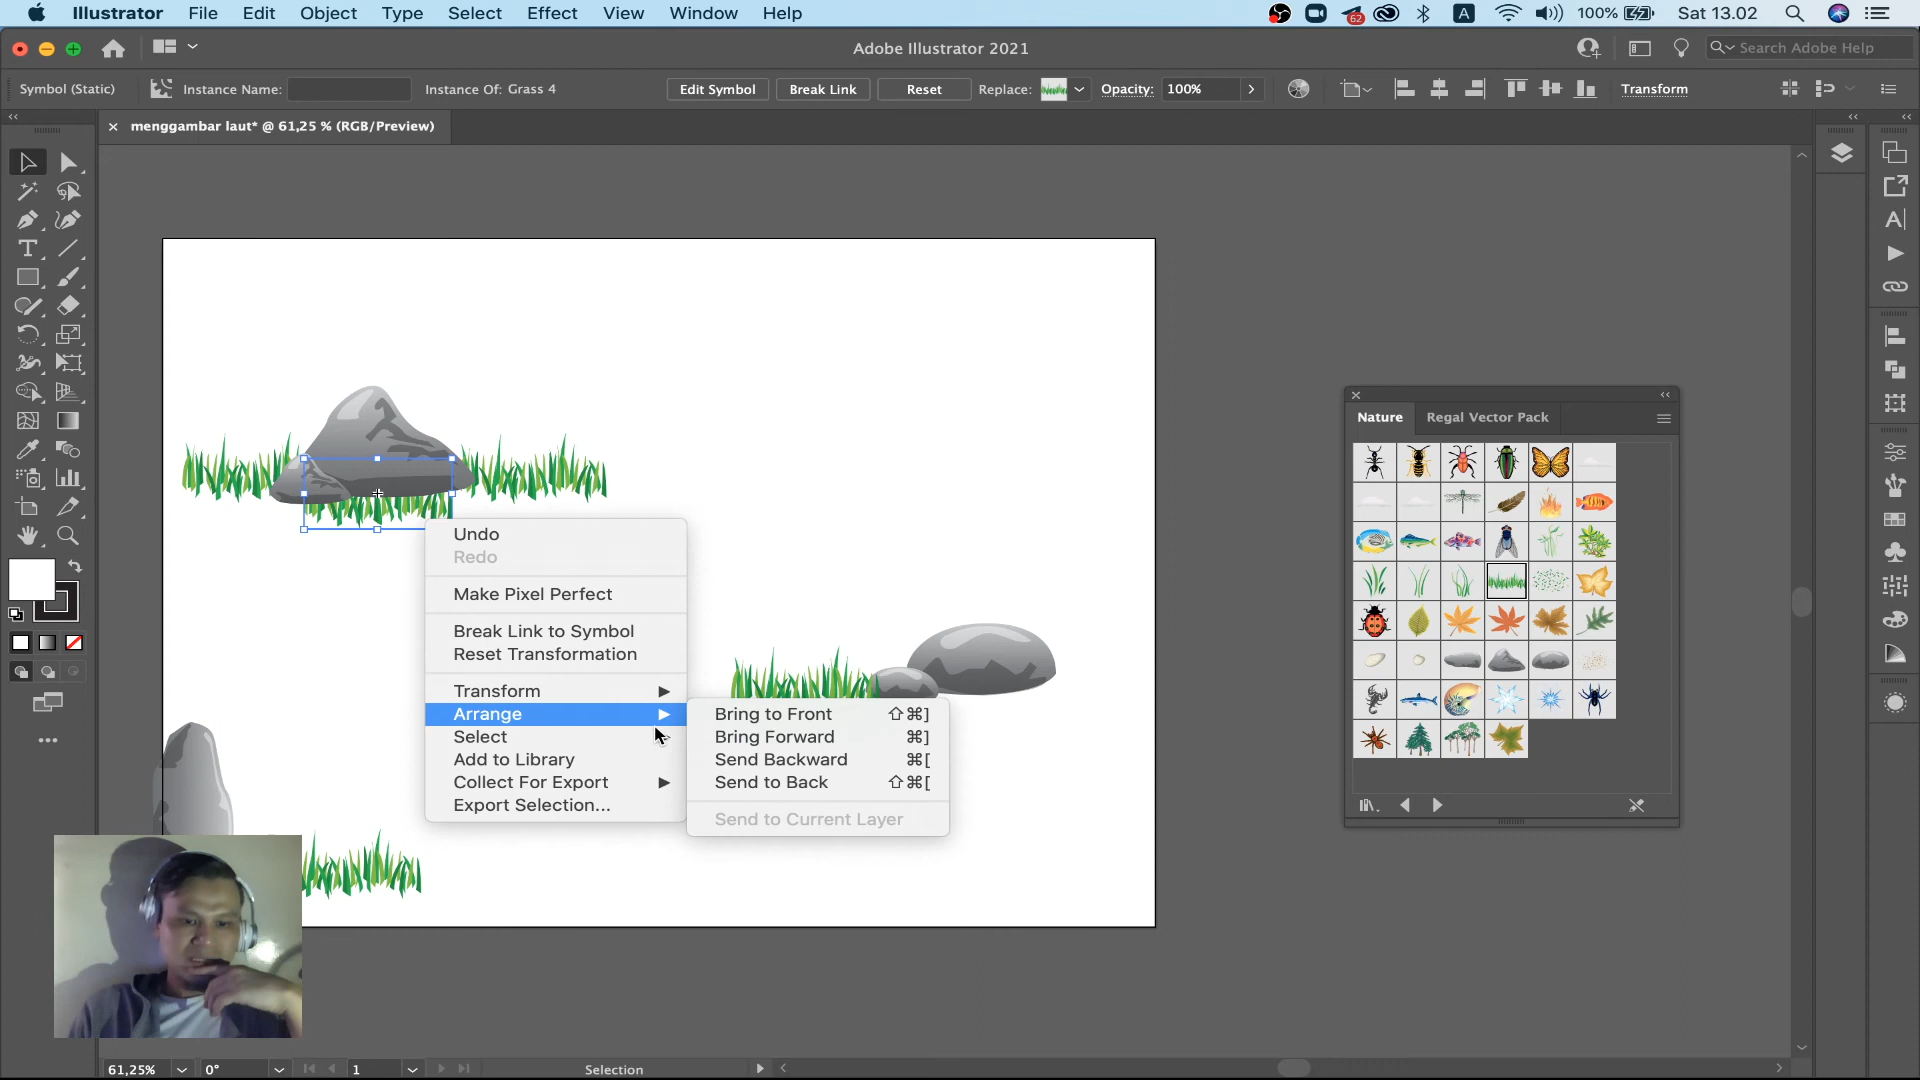 Illustrator File Edit Object Type Select Effect View Window Help 62 A 100% Sat 13.02
Adobe Illustrator 2021 Search Adobe Help
Symbol (Static) Instance Name: Instance Of: Grass 4 Edit Symbol Break Link Reset Replace: Opacity: 100% Transform
menggambar laut* @ 61,25 % (RGB/Preview)
Nature Regal Vector Pack
Undo
Redo
Make Pixel Perfect
Break Link to Symbol
Reset Transformation
Transform
Arrange
Select
Add to Library
Collect For Export
Export Selection...
Bring to Front ⇧⌘]
Bring Forward ⌘]
Send Backward ⌘[
Send to Back ⇧⌘[
Send to Current Layer
61,25% 0° 1 Selection